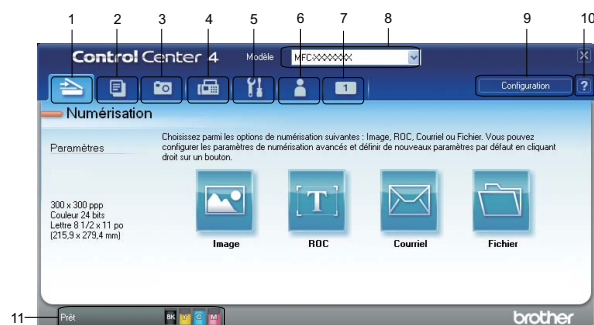 1 2 3 4 5 6 7 8 9 10
Control Center 4 Modèle MFC-XXXXXXX
1 Configuration ?
Numérisation
Paramètres
Choisissez parmi les options de numérisation suivantes : Image, ROC, Courriel ou Fichier. Vous pouvez
configurer les paramètres de numérisation avancés et définir de nouveaux paramètres par défaut en cliquant
droit sur un bouton.
300 x 300 ppp
Couleur 24 bits
Lettre 8 1/2 x 11 po
(215,9 x 279,4 mm)
T
Image ROC Courriel Fichier
11 Prêt BK Y C M brother